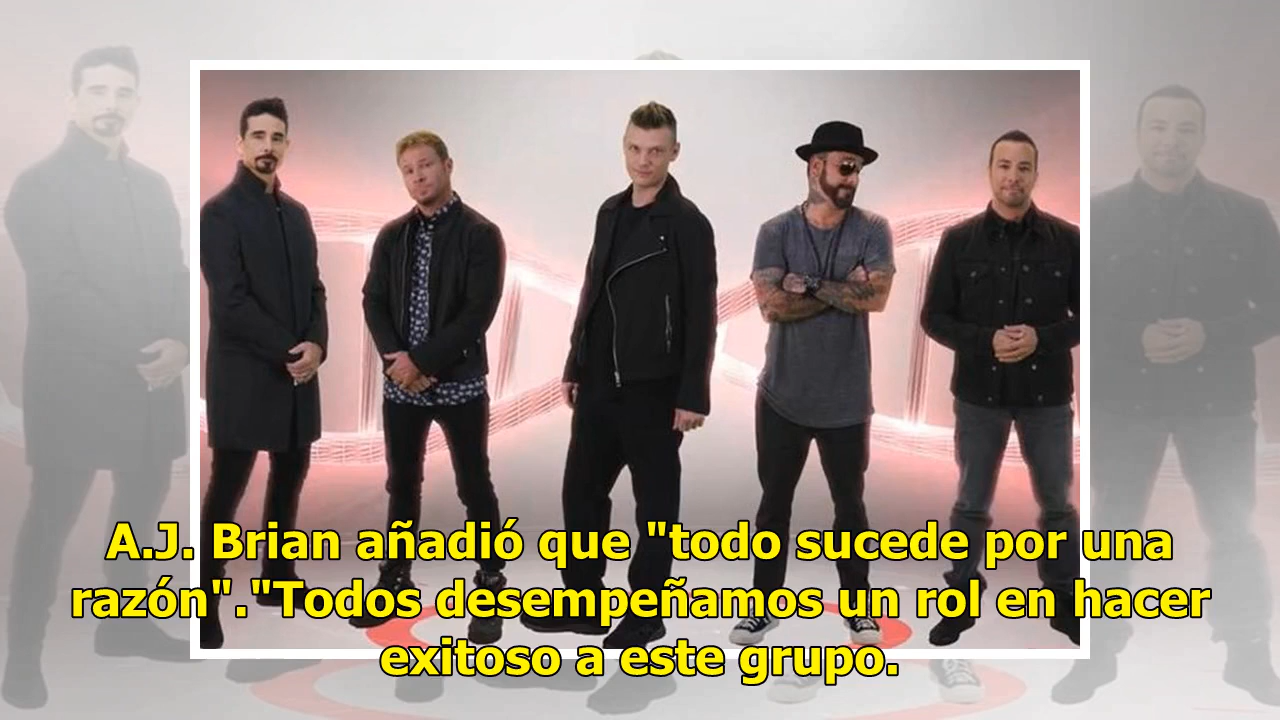 A.J. Brian añadió que "todo sucede por una
razón"."Todos desempeñamos un rol en hacer
exitoso a este grupo.